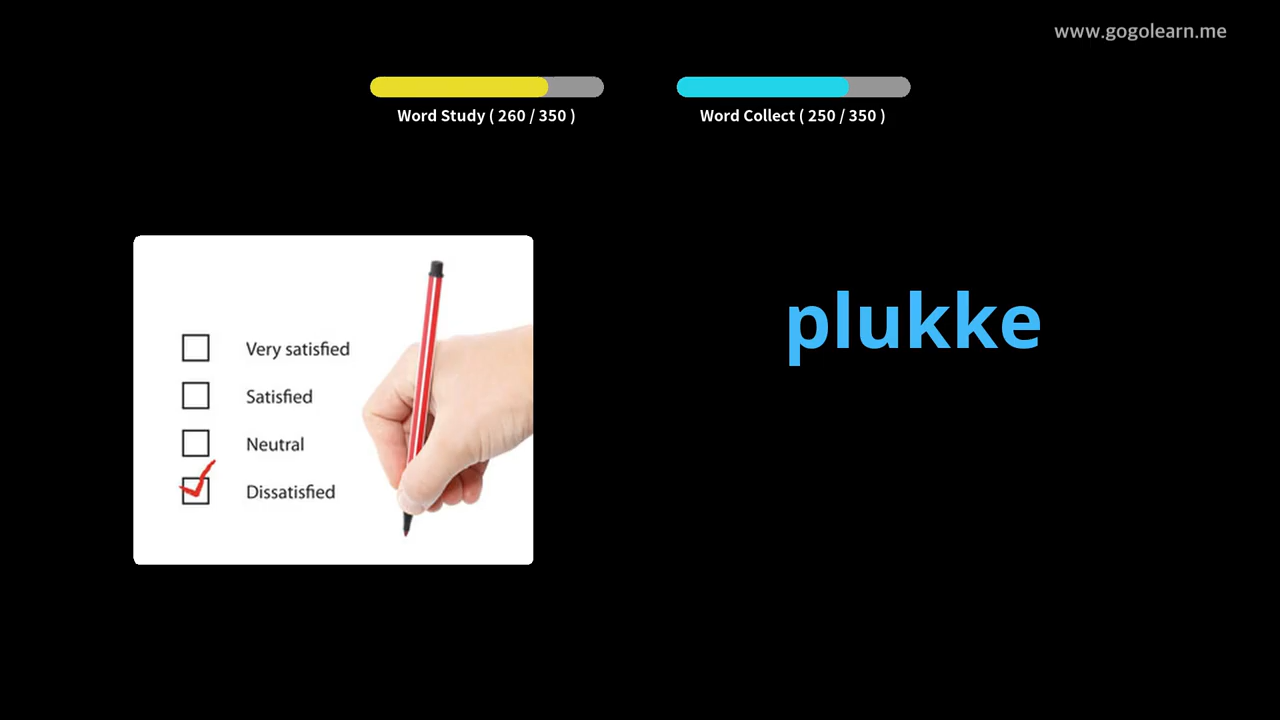 www.gogolearn.me
Word Study ( 260 / 350 )
Word Collect ( 250 / 350 )
Very satisfied
Satisfied
Neutral
Dissatisfied
plukke